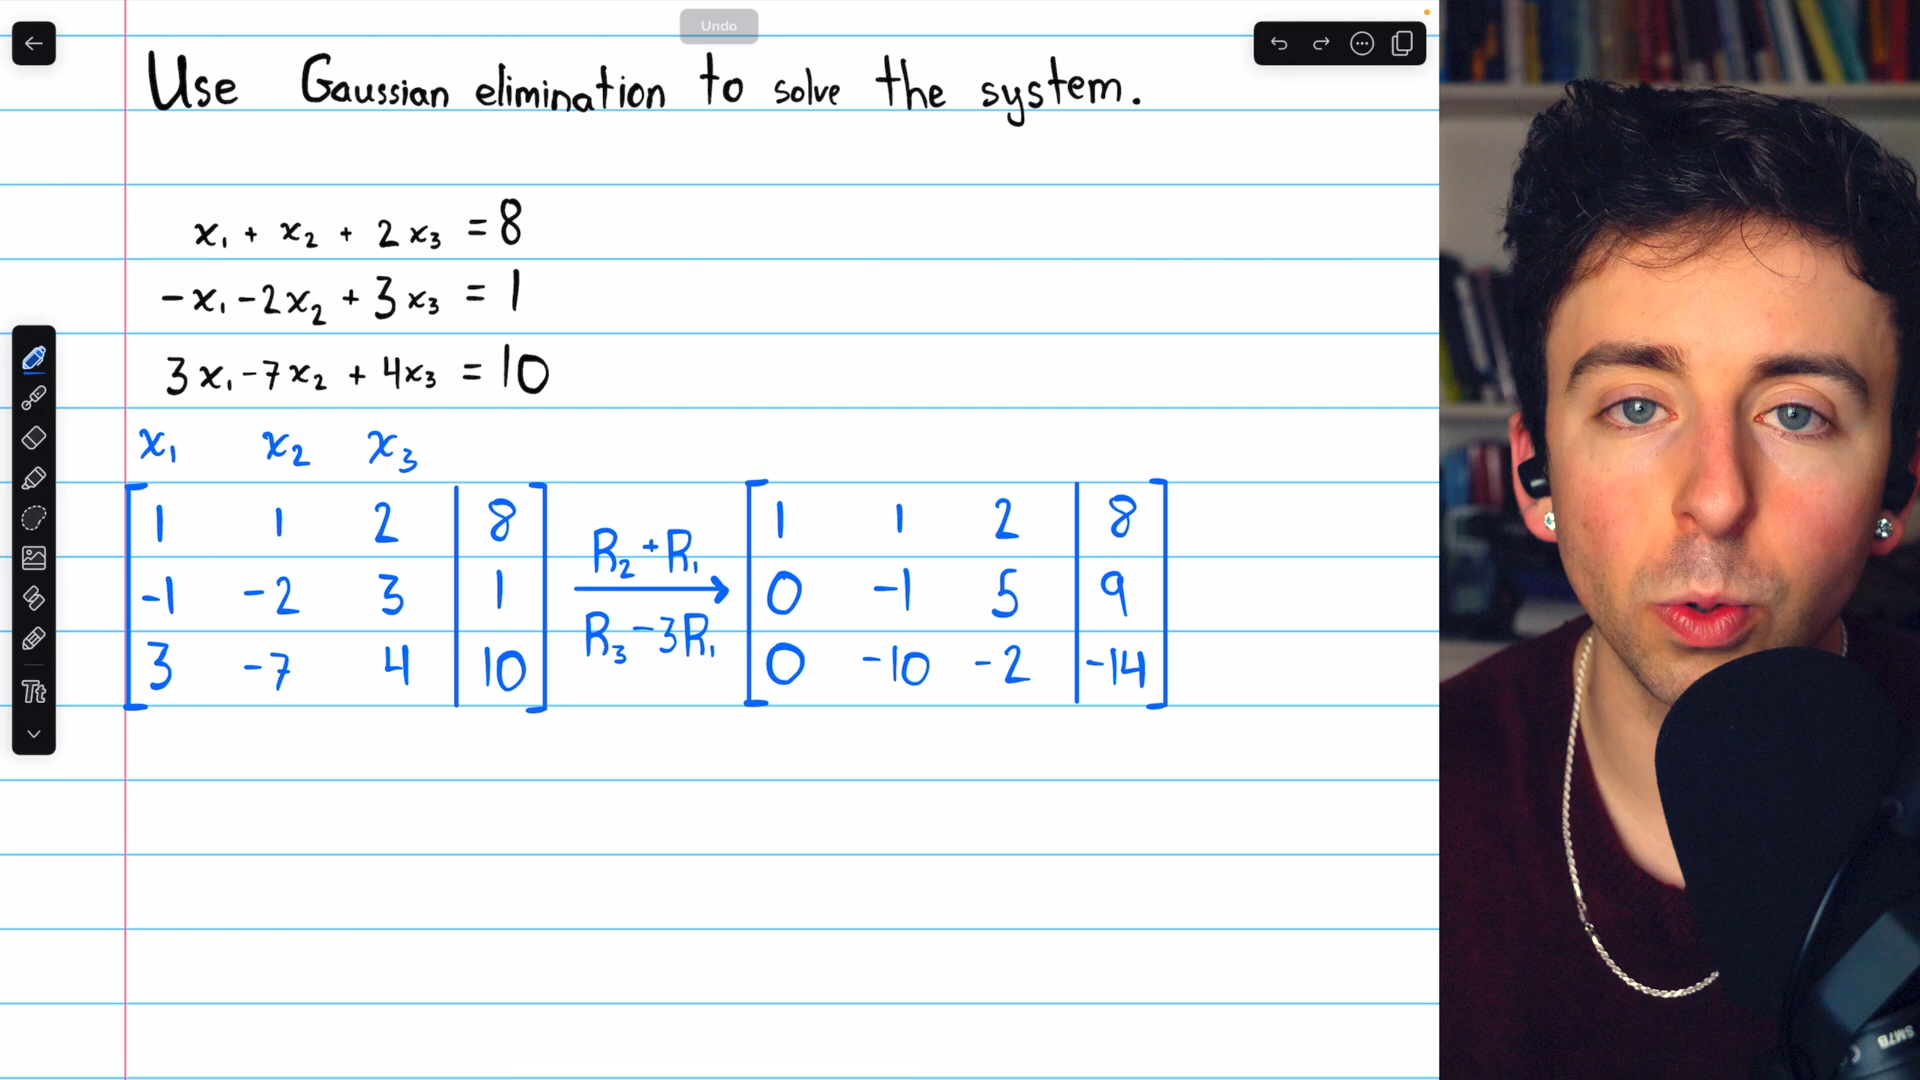 Undo
Use Gaussian elimination to solve the system.
x₁ + x₂ + 2x₃ = 8
-x₁ - 2x₂ + 3x₃ = 1
3x₁ - 7x₂ + 4x₃ = 10
x₁ x₂ x₃
1 1 2 | 8
-1 -2 3 | 1
3 -7 4 | 10
R₂ + R₁
R₃ - 3R₁
1 1 2 | 8
0 -1 5 | 9
0 -10 -2 | -14
Tt
SM7B